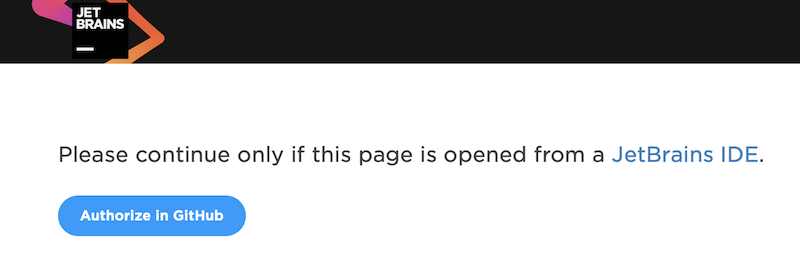 JET
BRAINS
Please continue only if this page is opened from a JetBrains IDE.
Authorize in GitHub